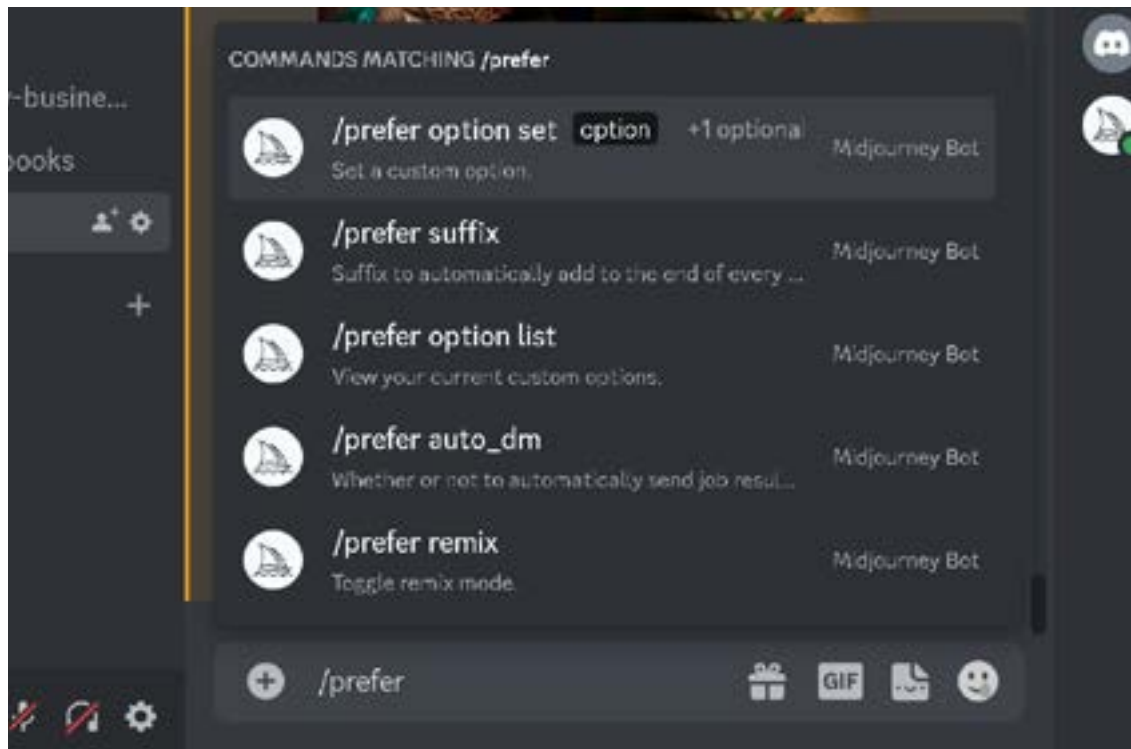 -busine...
books
COMMANDS MATCHING /prefer
/prefer option set option +1 optional
Set a custom option.
Midjourney Bot
/prefer suffix
Suffix to automatically add to the end of every ...
Midjourney Bot
/prefer option list
View your current custom options.
Midjourney Bot
/prefer auto_dm
Whether or not to automatically send job resul...
Midjourney Bot
/prefer remix
Toggle remix mode.
Midjourney Bot
/prefer
GIF